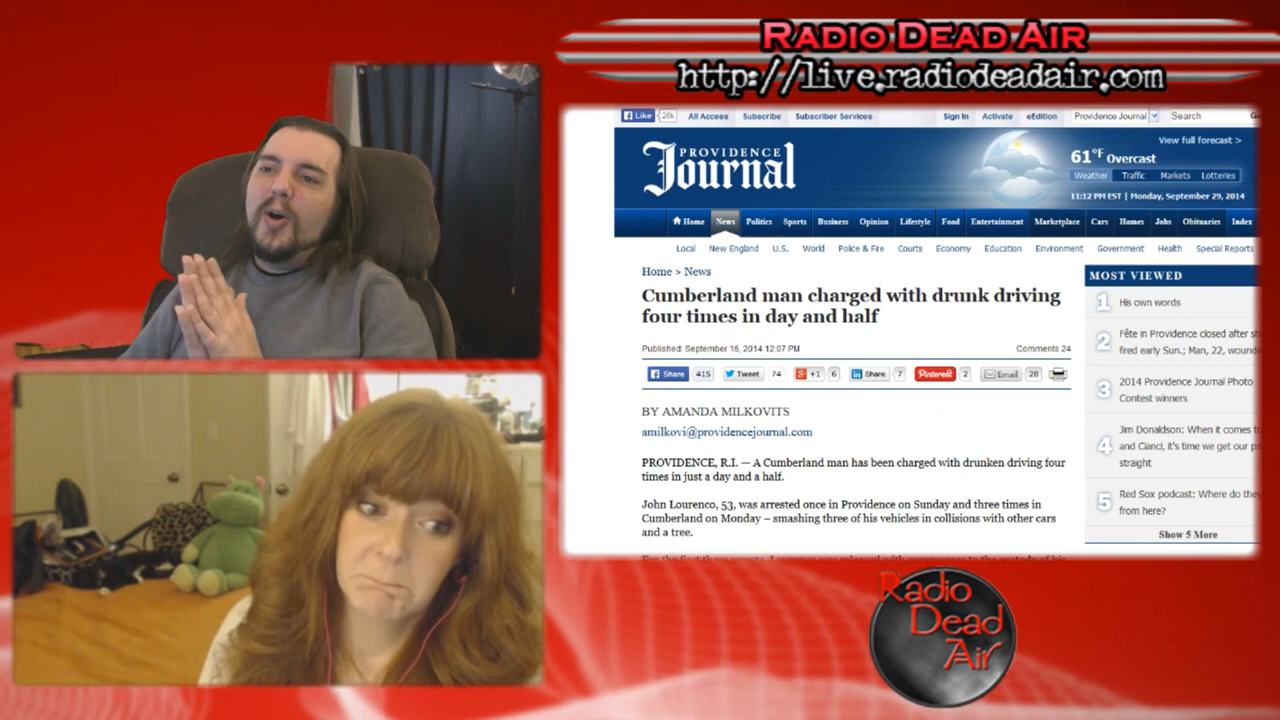 Radio Dead Air
http://live.radiodeadair.com
Like 26k All Access Subscribe Subscriber Services Sign In Activate eEdition Providence Journal Search
PROVIDENCE
Journal
View full forecast >
61°F Overcast
Weather Traffic Markets Lotteries
11:12 PM EST | Monday, September 29, 2014
Home News Politics Sports Business Opinion Lifestyle Food Entertainment Marketplace Cars Homes Jobs Obituaries Index
Local New England U.S. World Police & Fire Courts Economy Education Environment Government Health Special Reports
Home > News
Cumberland man charged with drunk driving
four times in day and half
Published: September 16, 2014 12:07 PM Comments 24
Share 415 Tweet 74 +1 6 Share 7 Pinterest 2 Email 28
BY AMANDA MILKOVITS
amilkovi@providencejournal.com
PROVIDENCE, R.I. — A Cumberland man has been charged with drunken driving four
times in just a day and a half.
John Lourenco, 53, was arrested once in Providence on Sunday and three times in
Cumberland on Monday – smashing three of his vehicles in collisions with other cars
and a tree.
MOST VIEWED
1 His own words
2 Fête in Providence closed after
fired early Sun.; Man, 22,
3 2014 Providence Journal Photo
Contest winners
4 Jim Donaldson: When it comes
and Cianci, it's time we get our
straight
5 Red Sox podcast: Where do they
from here?
Show 5 More
Radio
Dead
Air